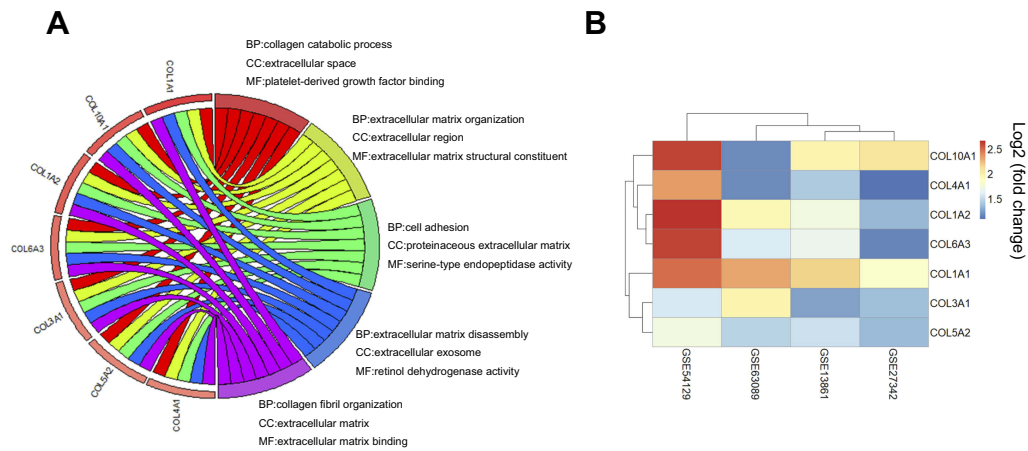 A
BP:collagen catabolic process
CC:extracellular space
MF:platelet-derived growth factor binding
BP:extracellular matrix organization
CC:extracellular region
MF:extracellular matrix structural constituent
BP:cell adhesion
CC:proteinaceous extracellular matrix
MF:serine-type endopeptidase activity
BP:extracellular matrix disassembly
CC:extracellular exosome
MF:retinol dehydrogenase activity
BP:collagen fibril organization
CC:extracellular matrix
MF:extracellular matrix binding
COL1A1
COL10A1
COL1A2
COL6A3
COL3A1
COL5A2
COL4A1
B
COL10A1
COL4A1
COL1A2
COL6A3
COL1A1
COL3A1
COL5A2
GSE54129
GSE63089
GSE13861
GSE27342
2.5
2
1.5
Log2 (fold change)